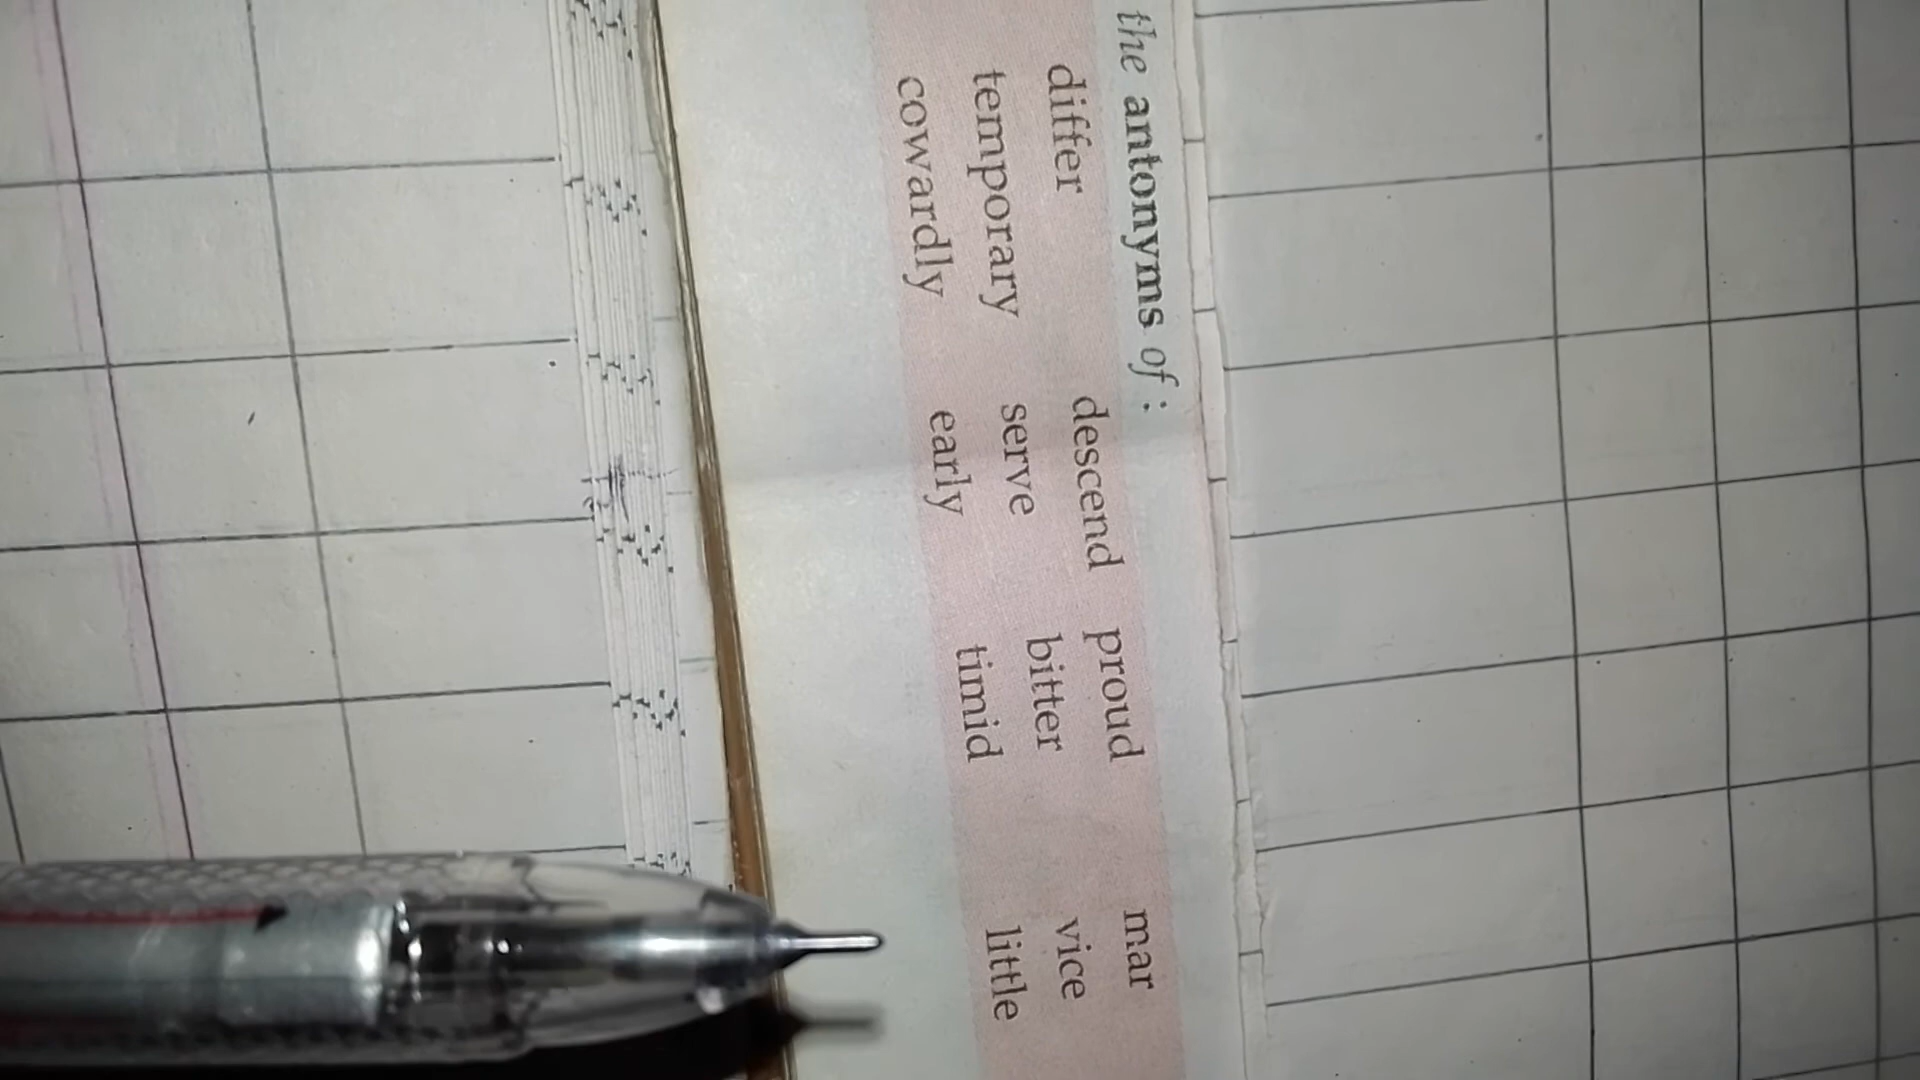 the antonyms of :
differ descend proud mar
temporary serve bitter vice
cowardly early timid little